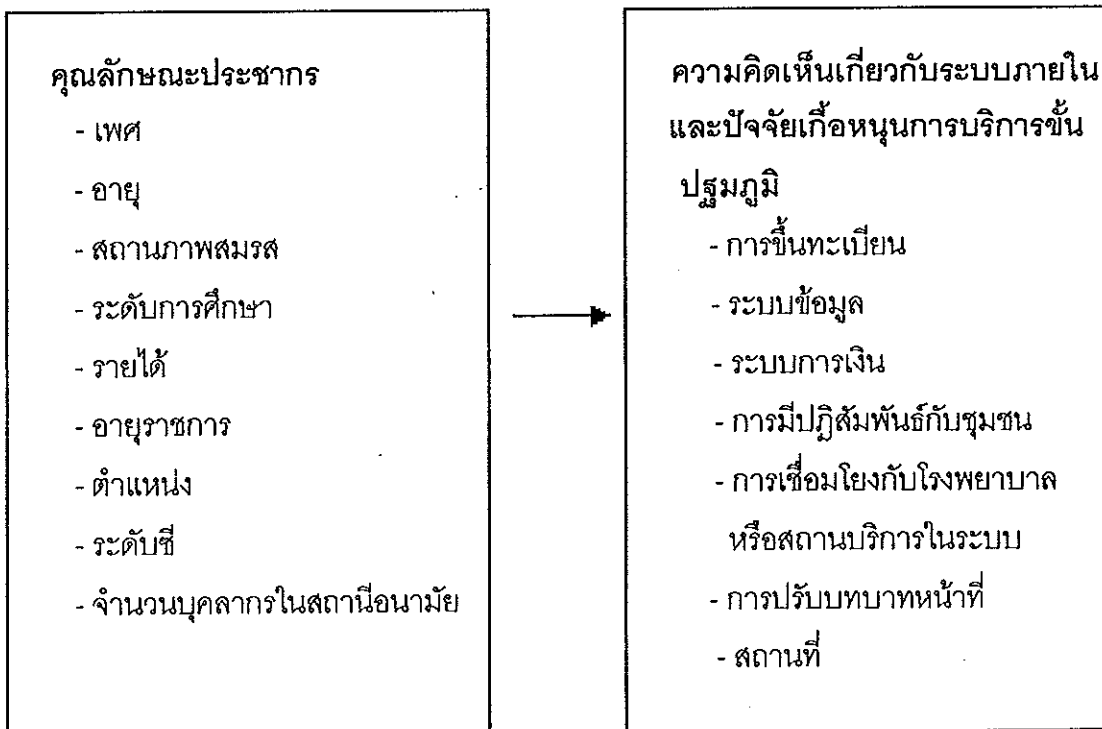 คุณลักษณะประชากร
- เพศ
- อายุ
- สถานภาพสมรส
- ระดับการศึกษา
- รายได้
- อายุราชการ
- ตำแหน่ง
- ระดับซี
- จำนวนบุคลากรในสถานีอนามัย
ความคิดเห็นเกี่ยวกับระบบภายใน
และปัจจัยเกื้อหนุนการบริการขั้น
ปฐมภูมิ
- การขึ้นทะเบียน
- ระบบข้อมูล
- ระบบการเงิน
- การมีปฏิสัมพันธ์กับชุมชน
- การเชื่อมโยงกับโรงพยาบาล
หรือสถานบริการในระบบ
- การปรับบทบาทหน้าที่
- สถานที่